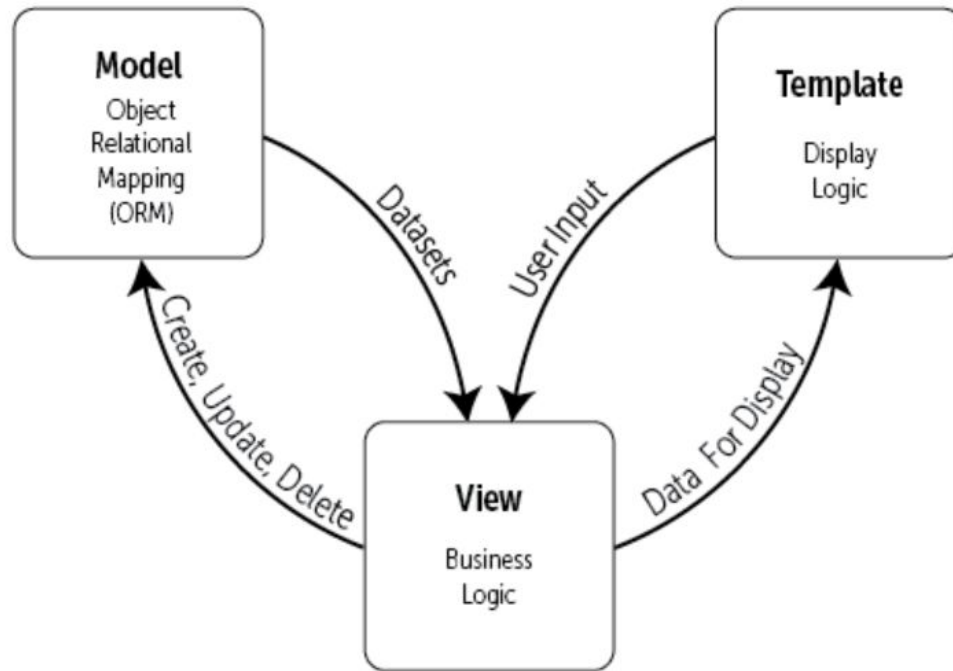 Model
Object
Relational
Mapping
(ORM)
Template
Display
Logic
Datasets
User Input
Create, Update, Delete
Data For Display
View
Business
Logic